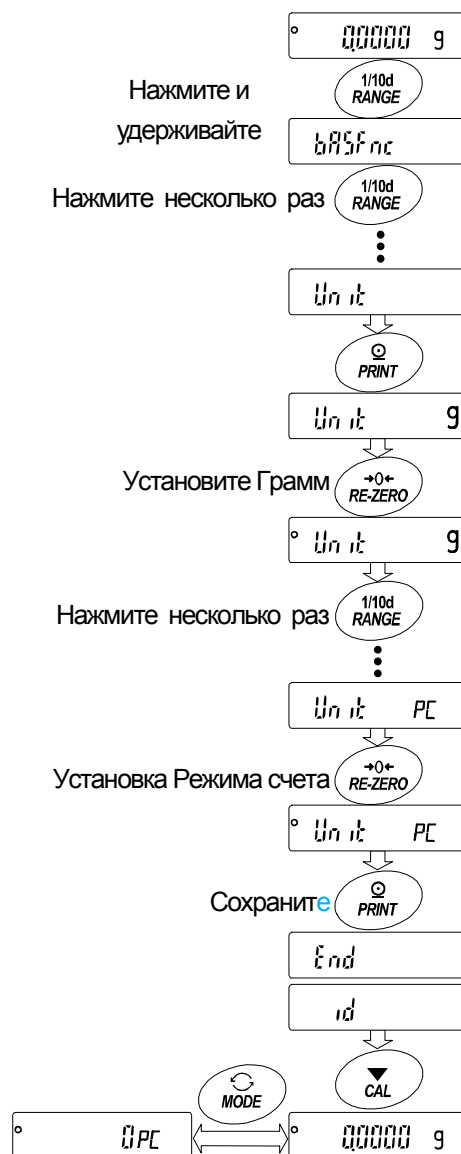 0.0000 g
Нажмите и
удерживайте
1/10d
RANGE
bASFnc
Нажмите несколько раз
1/10d
RANGE
Unit
PRINT
Unit g
Установите Грамм
→0←
RE-ZERO
Unit g
Нажмите несколько раз
1/10d
RANGE
Unit PC
Установка Режима счета
→0←
RE-ZERO
Unit PC
Сохраните
PRINT
End
id
MODE
CAL
0 PC
0.0000 g